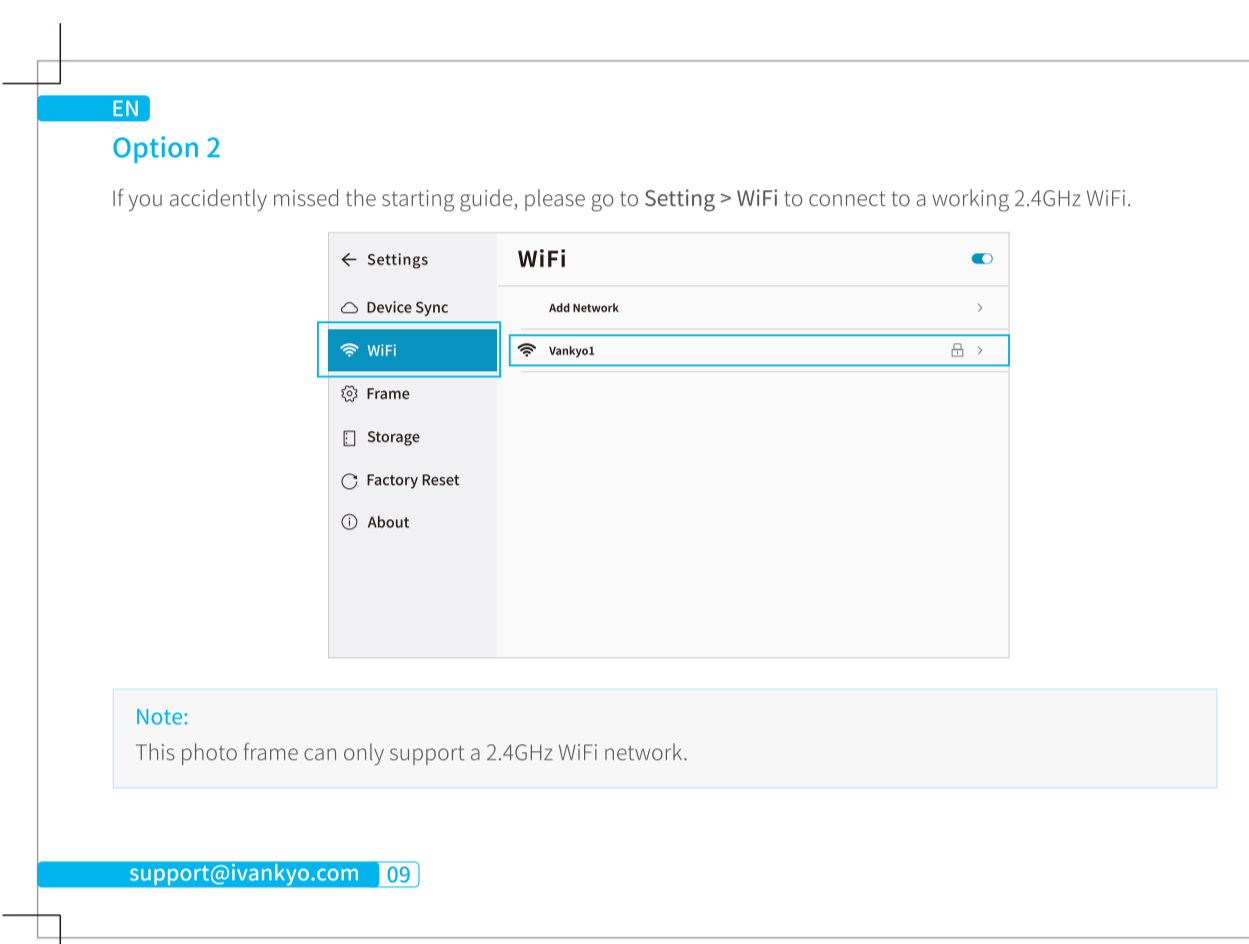 EN
Option 2
If you accidently missed the starting guide, please go to Setting > WiFi to connect to a working 2.4GHz WiFi.
Settings
WiFi
Device Sync
Add Network
WiFi
Vankyo1
Frame
Storage
Factory Reset
About
Note:
This photo frame can only support a 2.4GHz WiFi network.
support@ivankyo.com 09